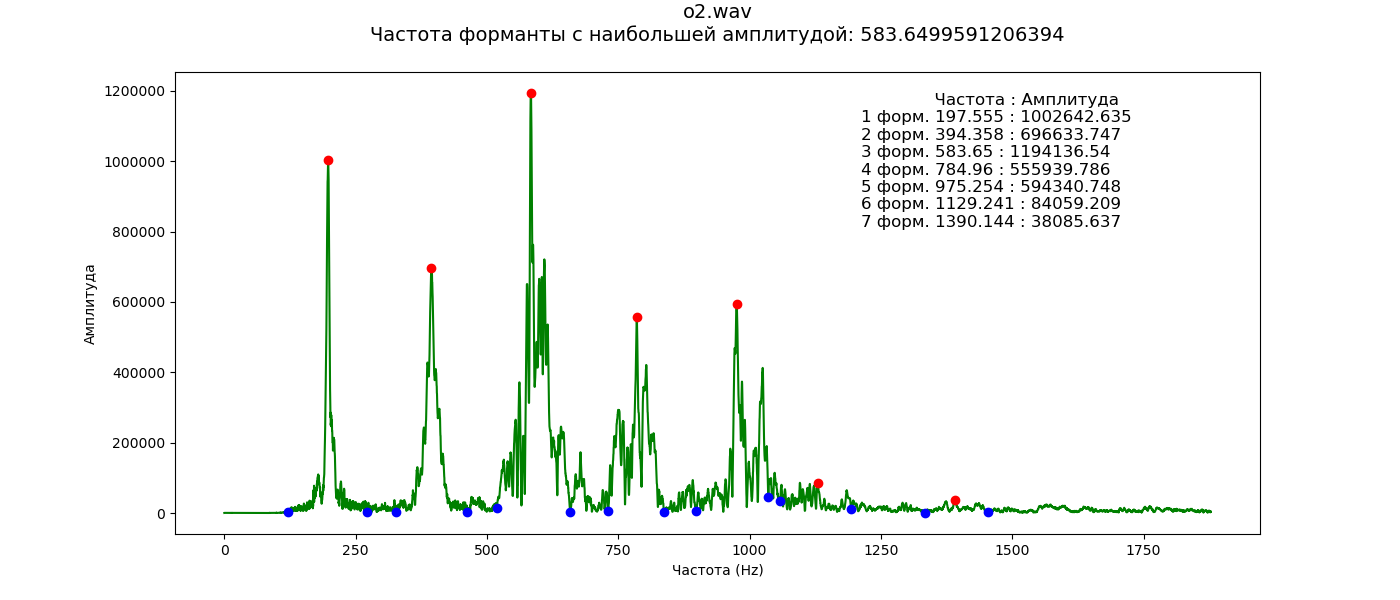 o2.wav
Частота форманты с наибольшей амплитудой: 583.6499591206394
Частота : Амплитуда
1 форм. 197.555 : 1002642.635
2 форм. 394.358 : 696633.747
3 форм. 583.65 : 1194136.54
4 форм. 784.96 : 555939.786
5 форм. 975.254 : 594340.748
6 форм. 1129.241 : 84059.209
7 форм. 1390.144 : 38085.637
Амплитуда
1200000
1000000
800000
600000
400000
200000
0
0 250 500 750 1000 1250 1500 1750
Частота (Hz)